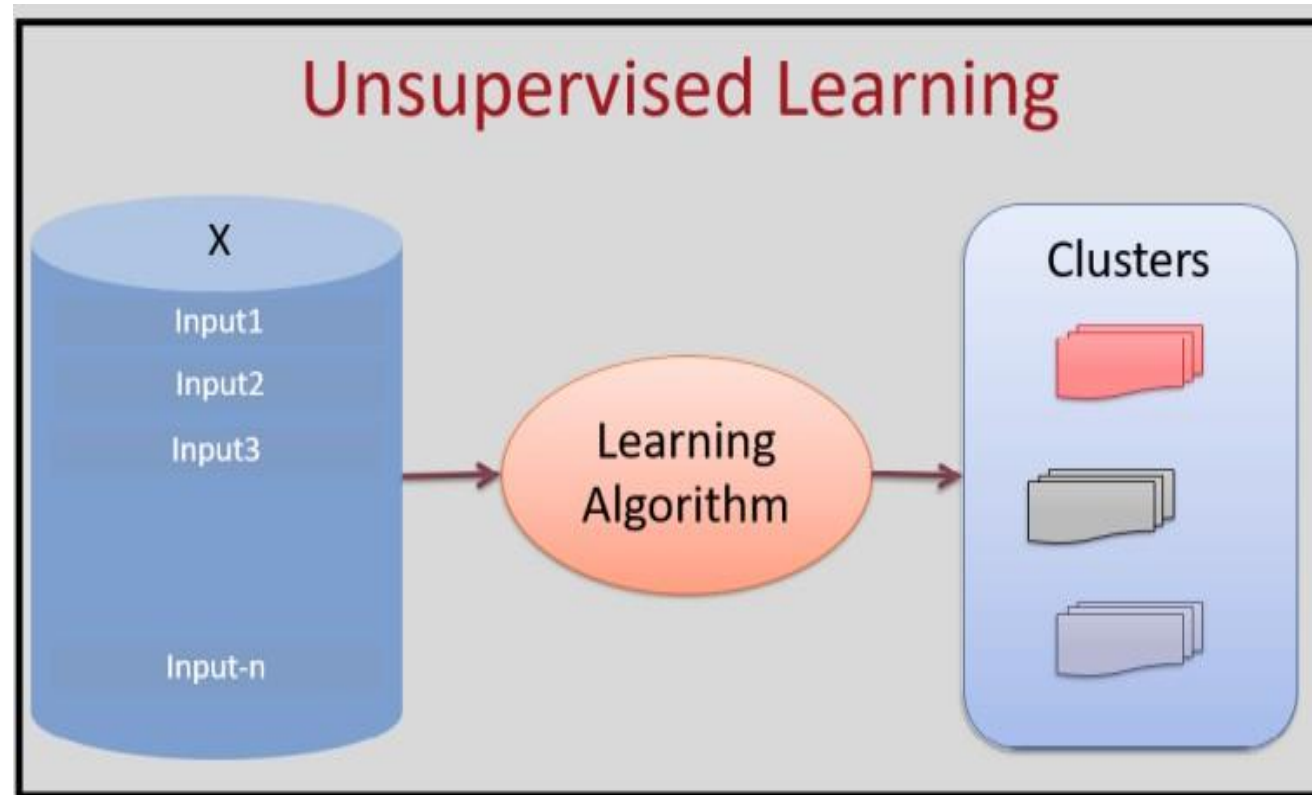 Unsupervised Learning
X
Input1
Input2
Input3
Input-n
Learning
Algorithm
Clusters